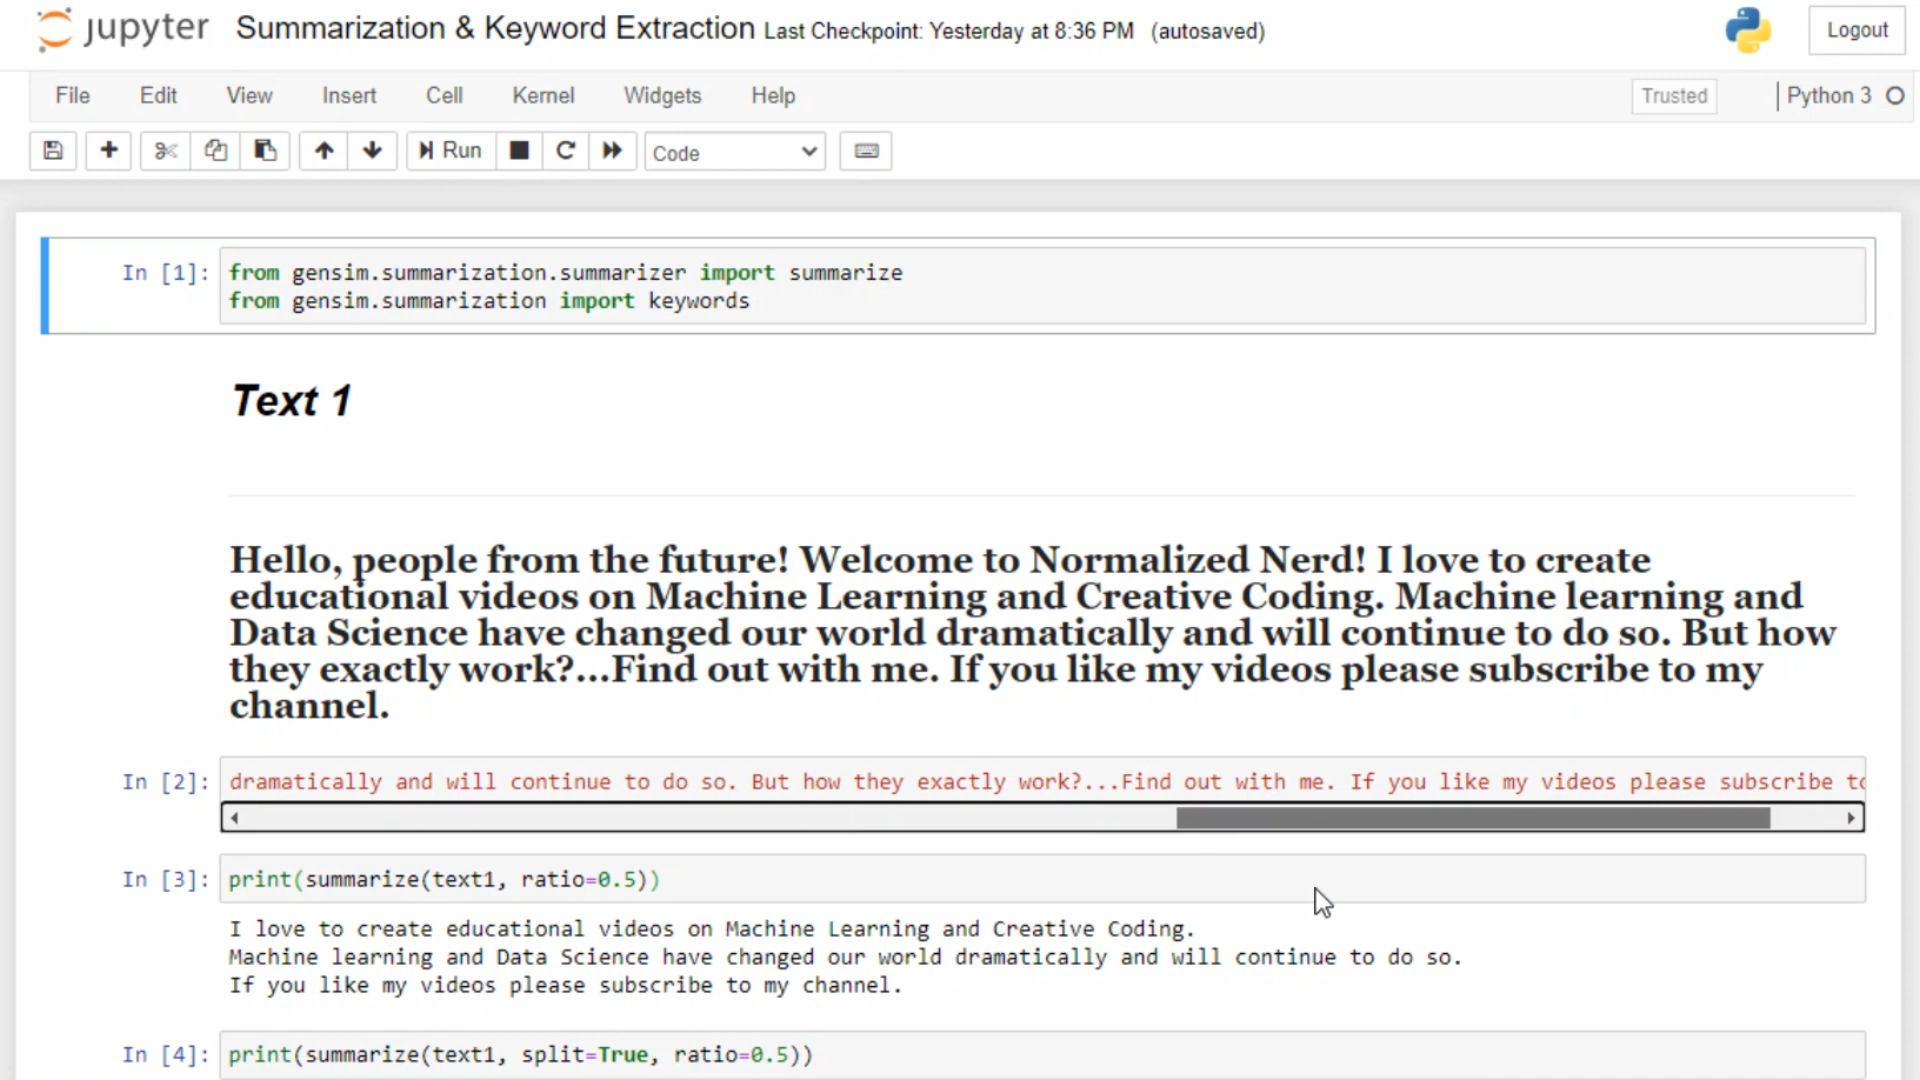 jupyter Summarization & Keyword Extraction Last Checkpoint: Yesterday at 8:36 PM (autosaved) Logout
File Edit View Insert Cell Kernel Widgets Help Trusted | Python 3
Run Code
In [1]: from gensim.summarization.summarizer import summarize
from gensim.summarization import keywords
Text 1
Hello, people from the future! Welcome to Normalized Nerd! I love to create
educational videos on Machine Learning and Creative Coding. Machine learning and
Data Science have changed our world dramatically and will continue to do so. But how
they exactly work?...Find out with me. If you like my videos please subscribe to my
channel.
In [2]: dramatically and will continue to do so. But how they exactly work?...Find out with me. If you like my videos please subscribe to
In [3]: print(summarize(text1, ratio=0.5))
I love to create educational videos on Machine Learning and Creative Coding.
Machine learning and Data Science have changed our world dramatically and will continue to do so.
If you like my videos please subscribe to my channel.
In [4]: print(summarize(text1, split=True, ratio=0.5))